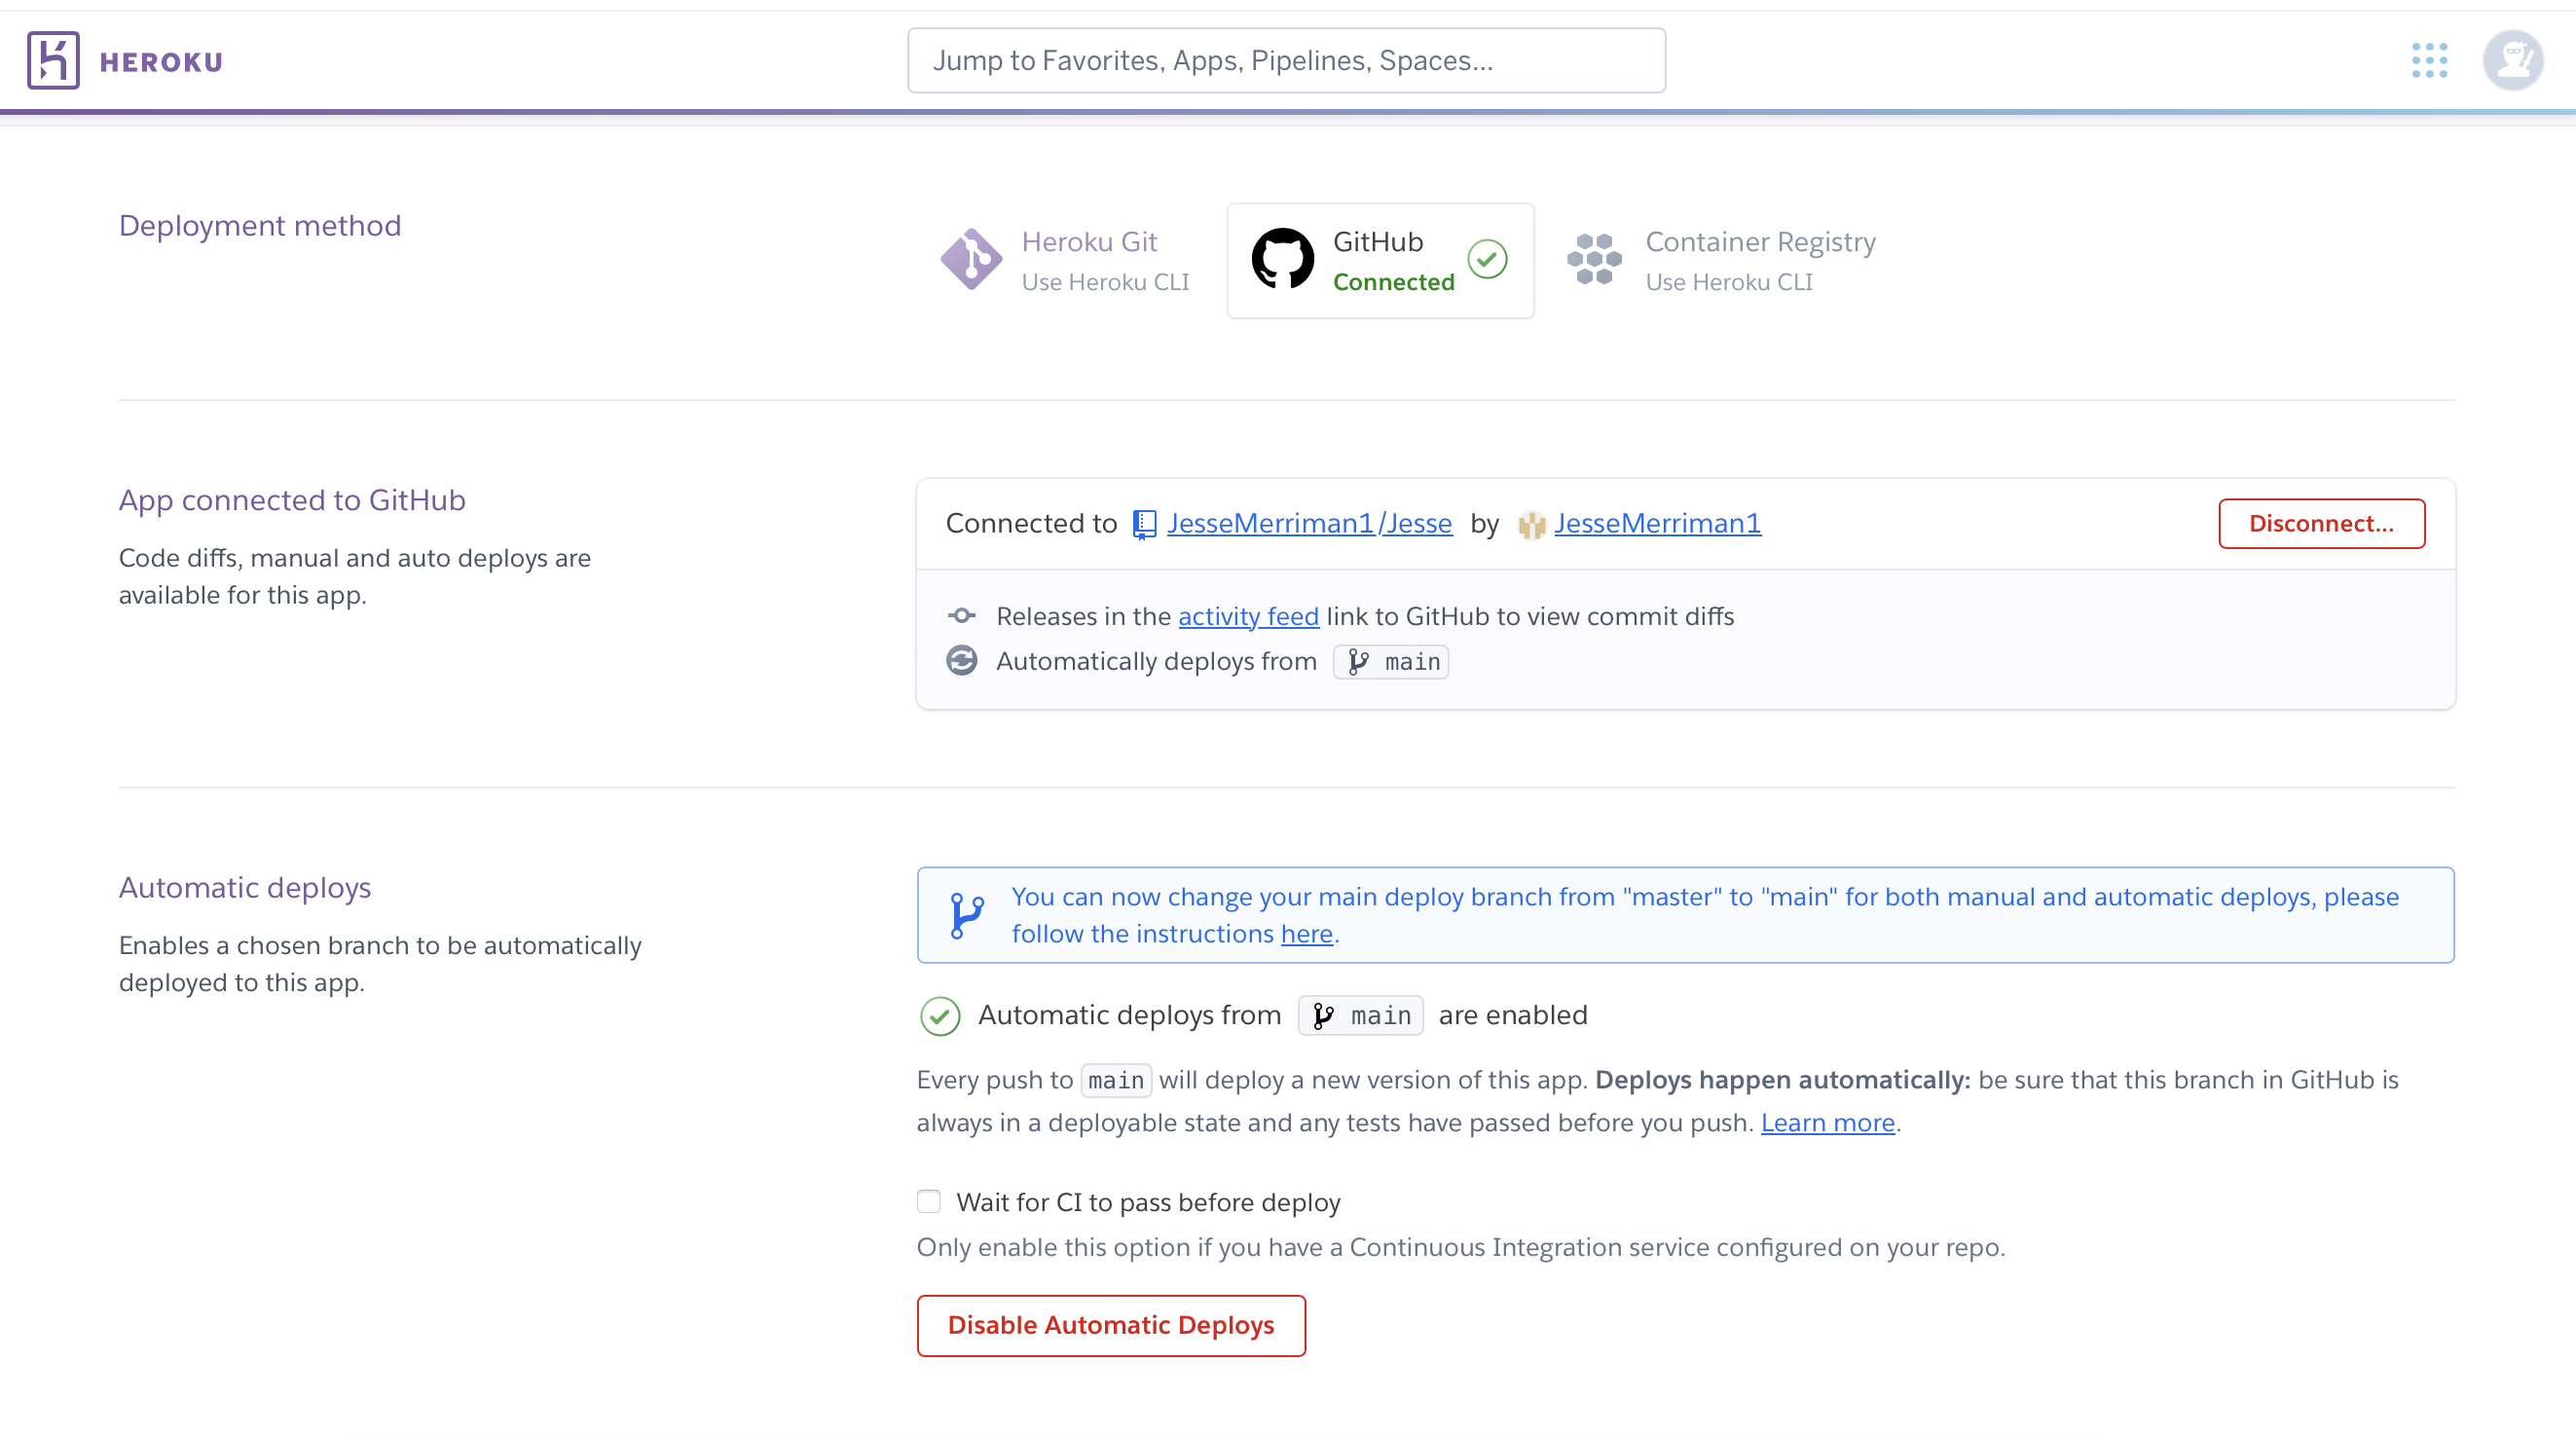 HEROKU
Jump to Favorites, Apps, Pipelines, Spaces...
Deployment method
Heroku Git
Use Heroku CLI
GitHub
Connected
Container Registry
Use Heroku CLI
App connected to GitHub
Code diffs, manual and auto deploys are
available for this app.
Connected to JesseMerriman1/Jesse by JesseMerriman1
Disconnect...
Releases in the activity feed link to GitHub to view commit diffs
Automatically deploys from main
Automatic deploys
Enables a chosen branch to be automatically
deployed to this app.
You can now change your main deploy branch from "master" to "main" for both manual and automatic deploys, please
follow the instructions here.
Automatic deploys from main are enabled
Every push to main will deploy a new version of this app. Deploys happen automatically: be sure that this branch in GitHub is
always in a deployable state and any tests have passed before you push. Learn more.
Wait for CI to pass before deploy
Only enable this option if you have a Continuous Integration service configured on your repo.
Disable Automatic Deploys